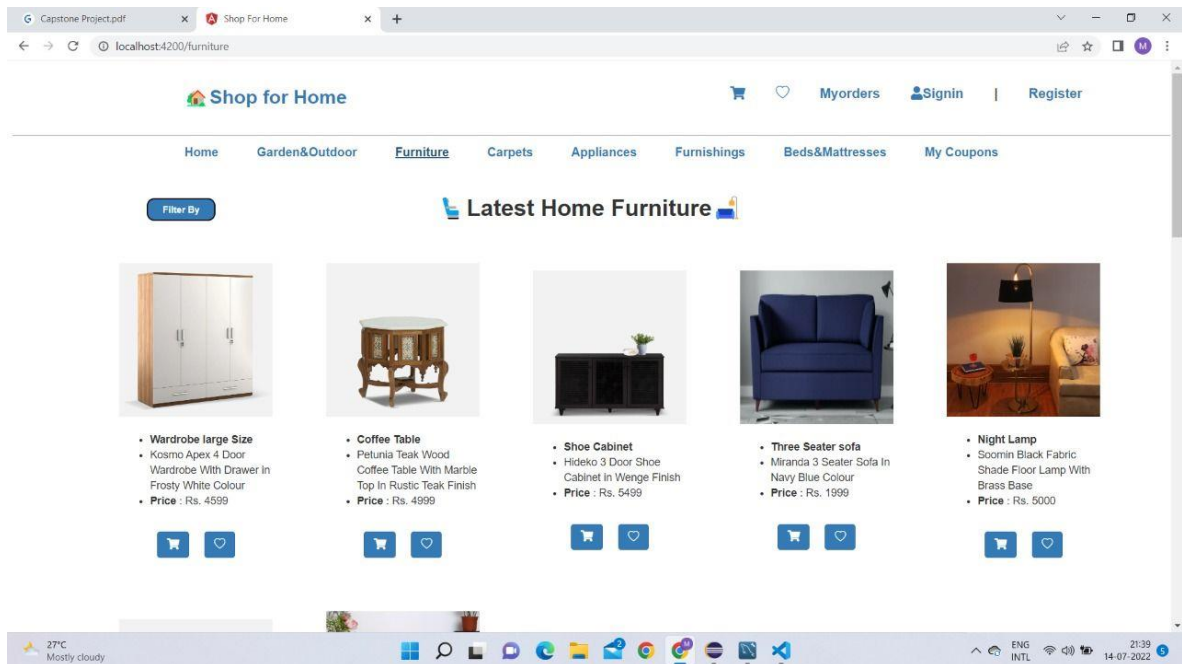 Capstone Project.pdf
Shop For Home
localhost:4200/furniture
M
Shop for Home
Myorders
Signin
|
Register
Home
Garden&Outdoor
Furniture
Carpets
Appliances
Furnishings
Beds&Mattresses
My Coupons
Filter By
Latest Home Furniture
Wardrobe large Size
Kosmo Apex 4 Door
Wardrobe With Drawer in
Frosty White Colour
Price : Rs. 4599
Coffee Table
Petunia Teak Wood
Coffee Table With Marble
Top In Rustic Teak Finish
Price : Rs. 4999
Shoe Cabinet
Hideko 3 Door Shoe
Cabinet in Wenge Finish
Price : Rs. 5499
Three Seater sofa
Miranda 3 Seater Sofa In
Navy Blue Colour
Price : Rs. 1999
Night Lamp
Soomin Black Fabric
Shade Floor Lamp With
Brass Base
Price : Rs. 5000
27°C
Mostly cloudy
2
ENG
INTL
21:39
14-07-2022
5